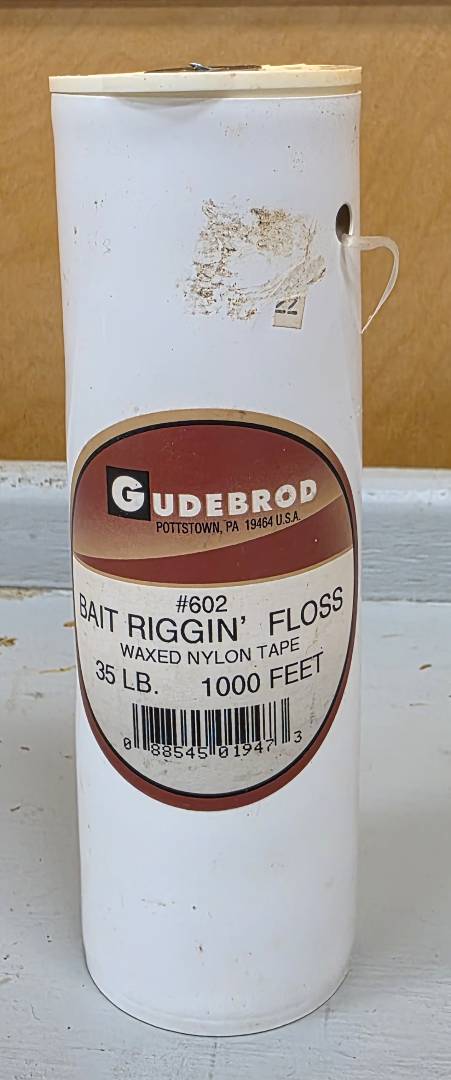 22
GUDEBROD
POTTSTOWN, PA 19464 U.S.A.
#602
BAIT RIGGIN' FLOSS
WAXED NYLON TAPE
35 LB. 1000 FEET
0 88545 01947 3